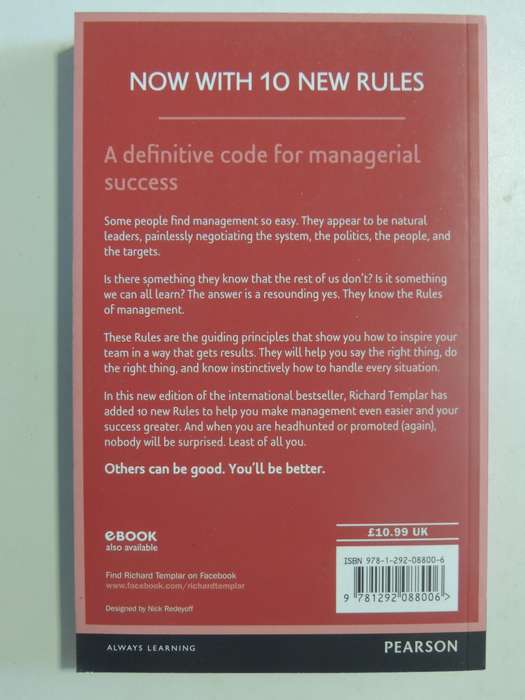 NOW WITH 10 NEW RULES
A definitive code for managerial
success
Some people find management so easy. They appear to be natural
leaders, painlessly negotiating the system, the politics, the people, and
the targets.
Is there something they know that the rest of us don't? Is it something
we can all learn? The answer is a resounding yes. They know the Rules
of management.
These Rules are the guiding principles that show you how to inspire your
team in a way that gets results. They will help you say the right thing, do
the right thing, and know instinctively how to handle every situation.
In this new edition of the international bestseller, Richard Templar has
added 10 new Rules to help you make management even easier and your
success greater. And when you are headhunted or promoted (again),
nobody will be surprised. Least of all you.
Others can be good. You'll be better.
eBOOK
also available
Find Richard Templar on Facebook
www.facebook.com/richardtemplar
Designed by Nick Redeyoff
£10.99 UK
ISBN 978-1-292-08800-6
9 781292 088006 >
ALWAYS LEARNING
PEARSON